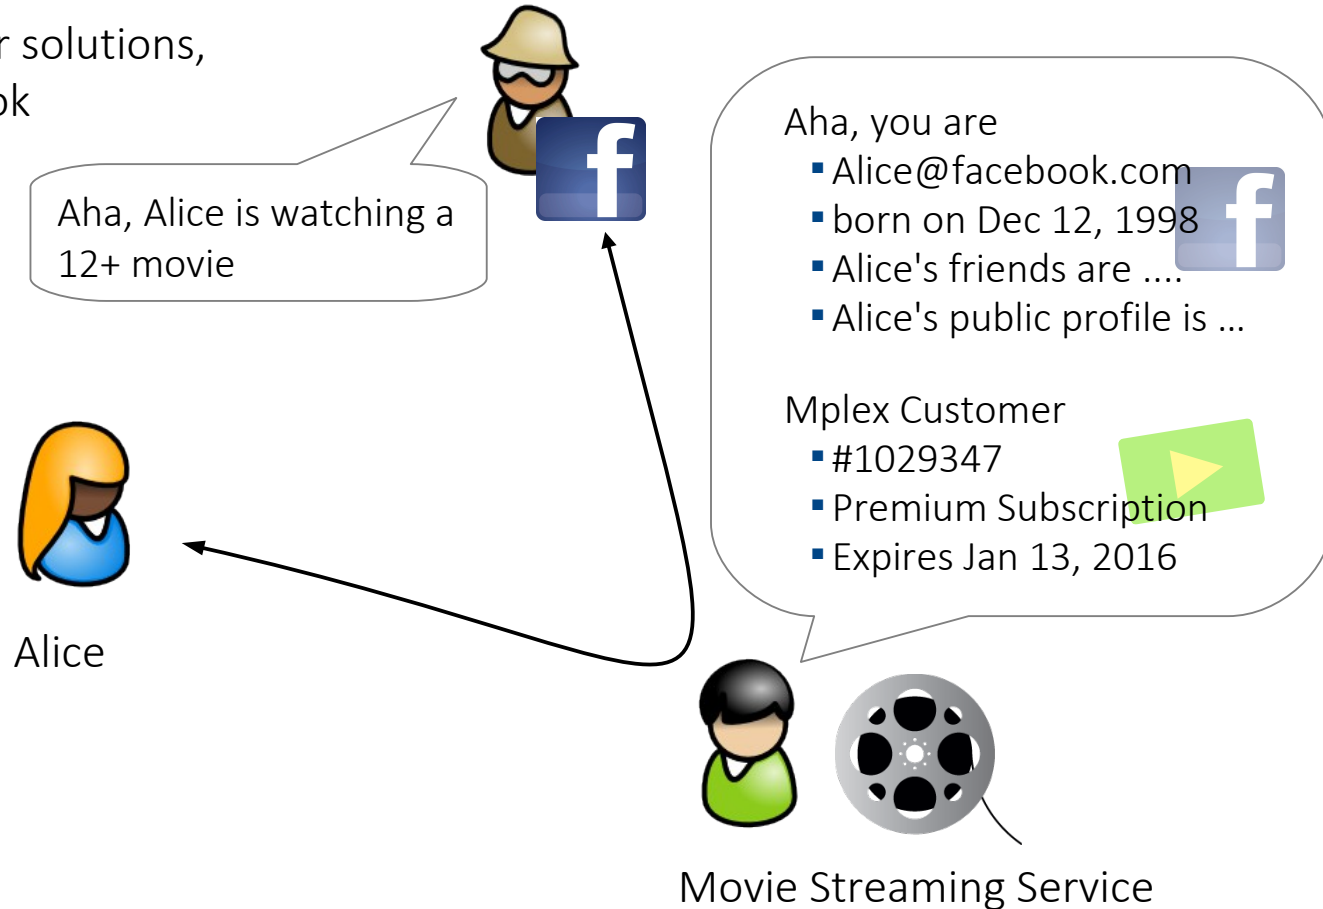 r solutions,
ok
Aha, Alice is watching a
12+ movie
Aha, you are
▪ Alice@facebook.com
▪ born on Dec 12, 1998
▪ Alice's friends are ....
▪ Alice's public profile is ...
Mplex Customer
▪ #1029347
▪ Premium Subscription
▪ Expires Jan 13, 2016
f
f
Alice
Movie Streaming Service